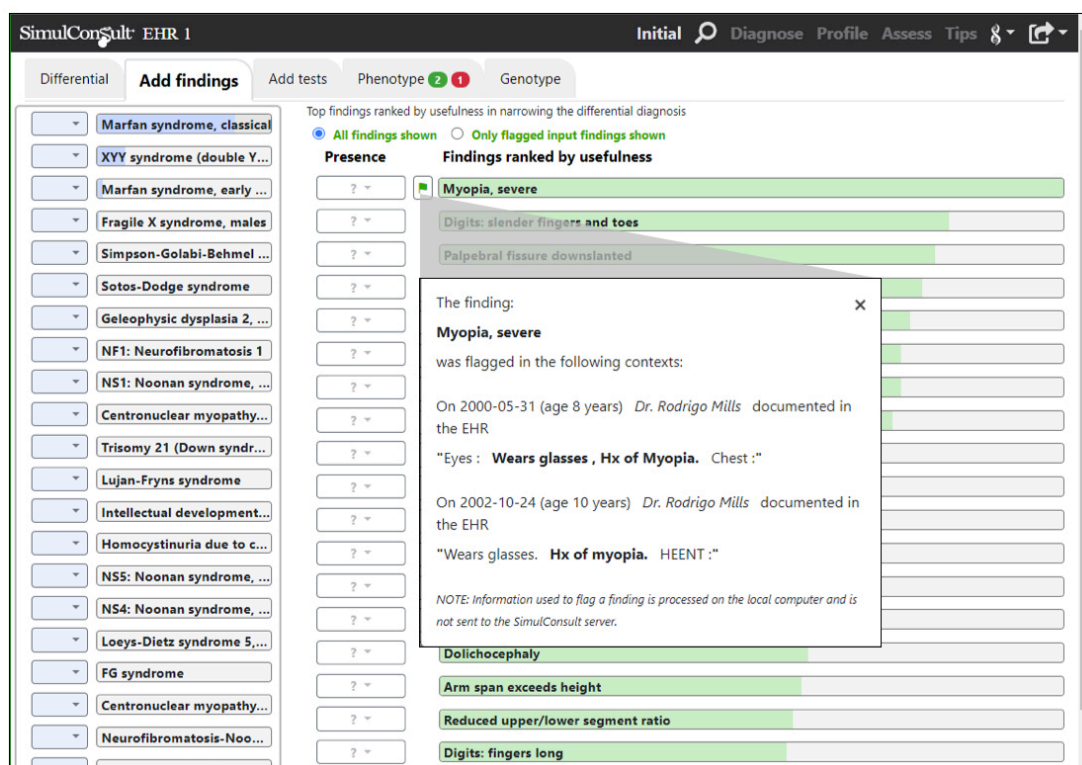 SimulConsult® EHR 1
Initial Diagnose Profile Assess Tips
Differential Add findings Add tests Phenotype 2 1 Genotype
Top findings ranked by usefulness in narrowing the differential diagnosis
All findings shown Only flagged input findings shown
Presence Findings ranked by usefulness
Marfan syndrome, classical
XYY syndrome (double Y...
Marfan syndrome, early ...
Fragile X syndrome, males
Simpson-Golabi-Behmel ...
Sotos-Dodge syndrome
Geleophysic dysplasia 2, ...
NF1: Neurofibromatosis 1
NS1: Noonan syndrome, ...
Centronuclear myopathy...
Trisomy 21 (Down syndr...
Lujan-Fryns syndrome
Intellectual development...
Homocystinuria due to c...
NS5: Noonan syndrome, ...
NS4: Noonan syndrome, ...
Loeys-Dietz syndrome 5,...
FG syndrome
Centronuclear myopathy...
Neurofibromatosis-Noo...
? Myopia, severe
? Digits: slender fingers and toes
? Palpebral fissure downslanted
?
?
?
?
?
?
?
?
?
?
?
? Dolichocephaly
? Arm span exceeds height
? Reduced upper/lower segment ratio
? Digits: fingers long
The finding: ×
Myopia, severe
was flagged in the following contexts:
On 2000-05-31 (age 8 years) Dr. Rodrigo Mills documented in
the EHR
"Eyes : Wears glasses , Hx of Myopia. Chest :"
On 2002-10-24 (age 10 years) Dr. Rodrigo Mills documented in
the EHR
"Wears glasses. Hx of myopia. HEENT :"
NOTE: Information used to flag a finding is processed on the local computer and is
not sent to the SimulConsult server.